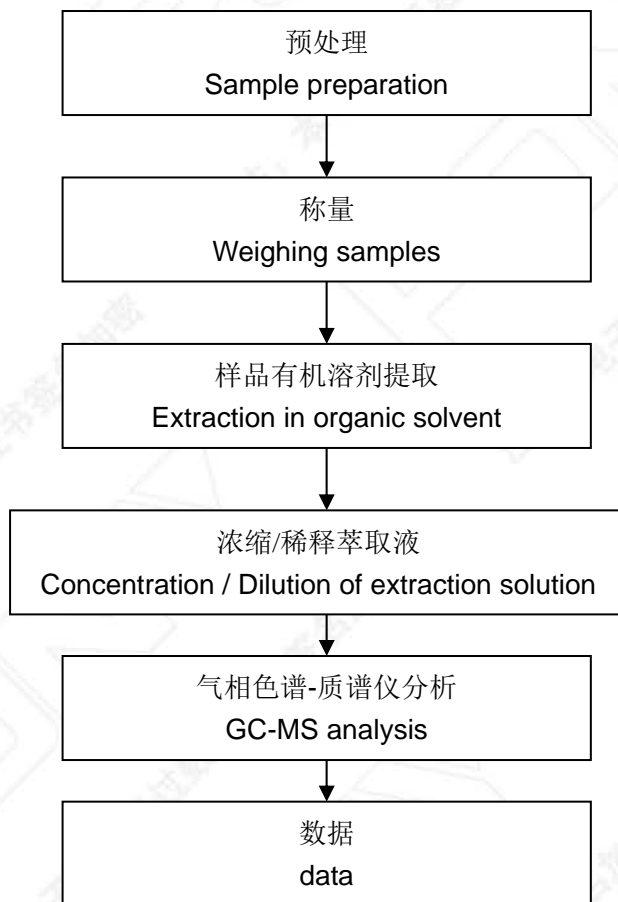 预处理
Sample preparation
称量
Weighing samples
样品有机溶剂提取
Extraction in organic solvent
浓缩/稀释萃取液
Concentration / Dilution of extraction solution
气相色谱-质谱仪分析
GC-MS analysis
数据
data